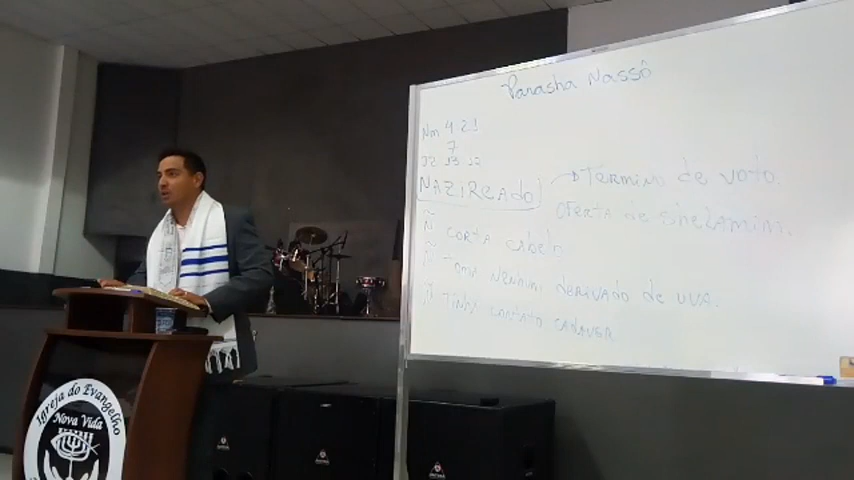 Parasha Nassô
Nm 4 21
7
NAZIREADO
Término de voto.
oferta de shelamim.
Ñ corta cabelo
Ñ toma nenhum derivado de uva.
Ñ tinha contato cadaver
Igreja do Evangelho
Nova Vida